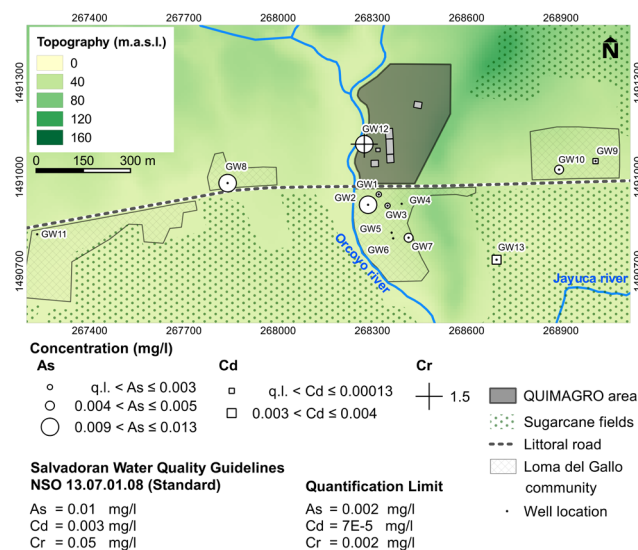 267400 267700 268000 268300 268600 268900
Topography (m.a.s.l.)
0
40
80
120
160
0 150 300 m
N
1491300
1491000
1490700
1491300
1491000
1490700
GW12
GW9
GW10
GW8
GW1
GW2
GW4
GW3
GW5
GW6
GW7
GW11
GW13
Orcoyo river
Jayuca river
267400 267700 268000 268300 268600 268900
Concentration (mg/l)
As
q.l. < As ≤ 0.003
0.004 < As ≤ 0.005
0.009 < As ≤ 0.013
Cd
q.l. < Cd ≤ 0.00013
0.003 < Cd ≤ 0.004
Cr
1.5
QUIMAGRO area
Sugarcane fields
Littoral road
Loma del Gallo
community
Well location
Salvadoran Water Quality Guidelines
NSO 13.07.01.08 (Standard)
As = 0.01 mg/l
Cd = 0.003 mg/l
Cr = 0.05 mg/l
Quantification Limit
As = 0.002 mg/l
Cd = 7E-5 mg/l
Cr = 0.002 mg/l